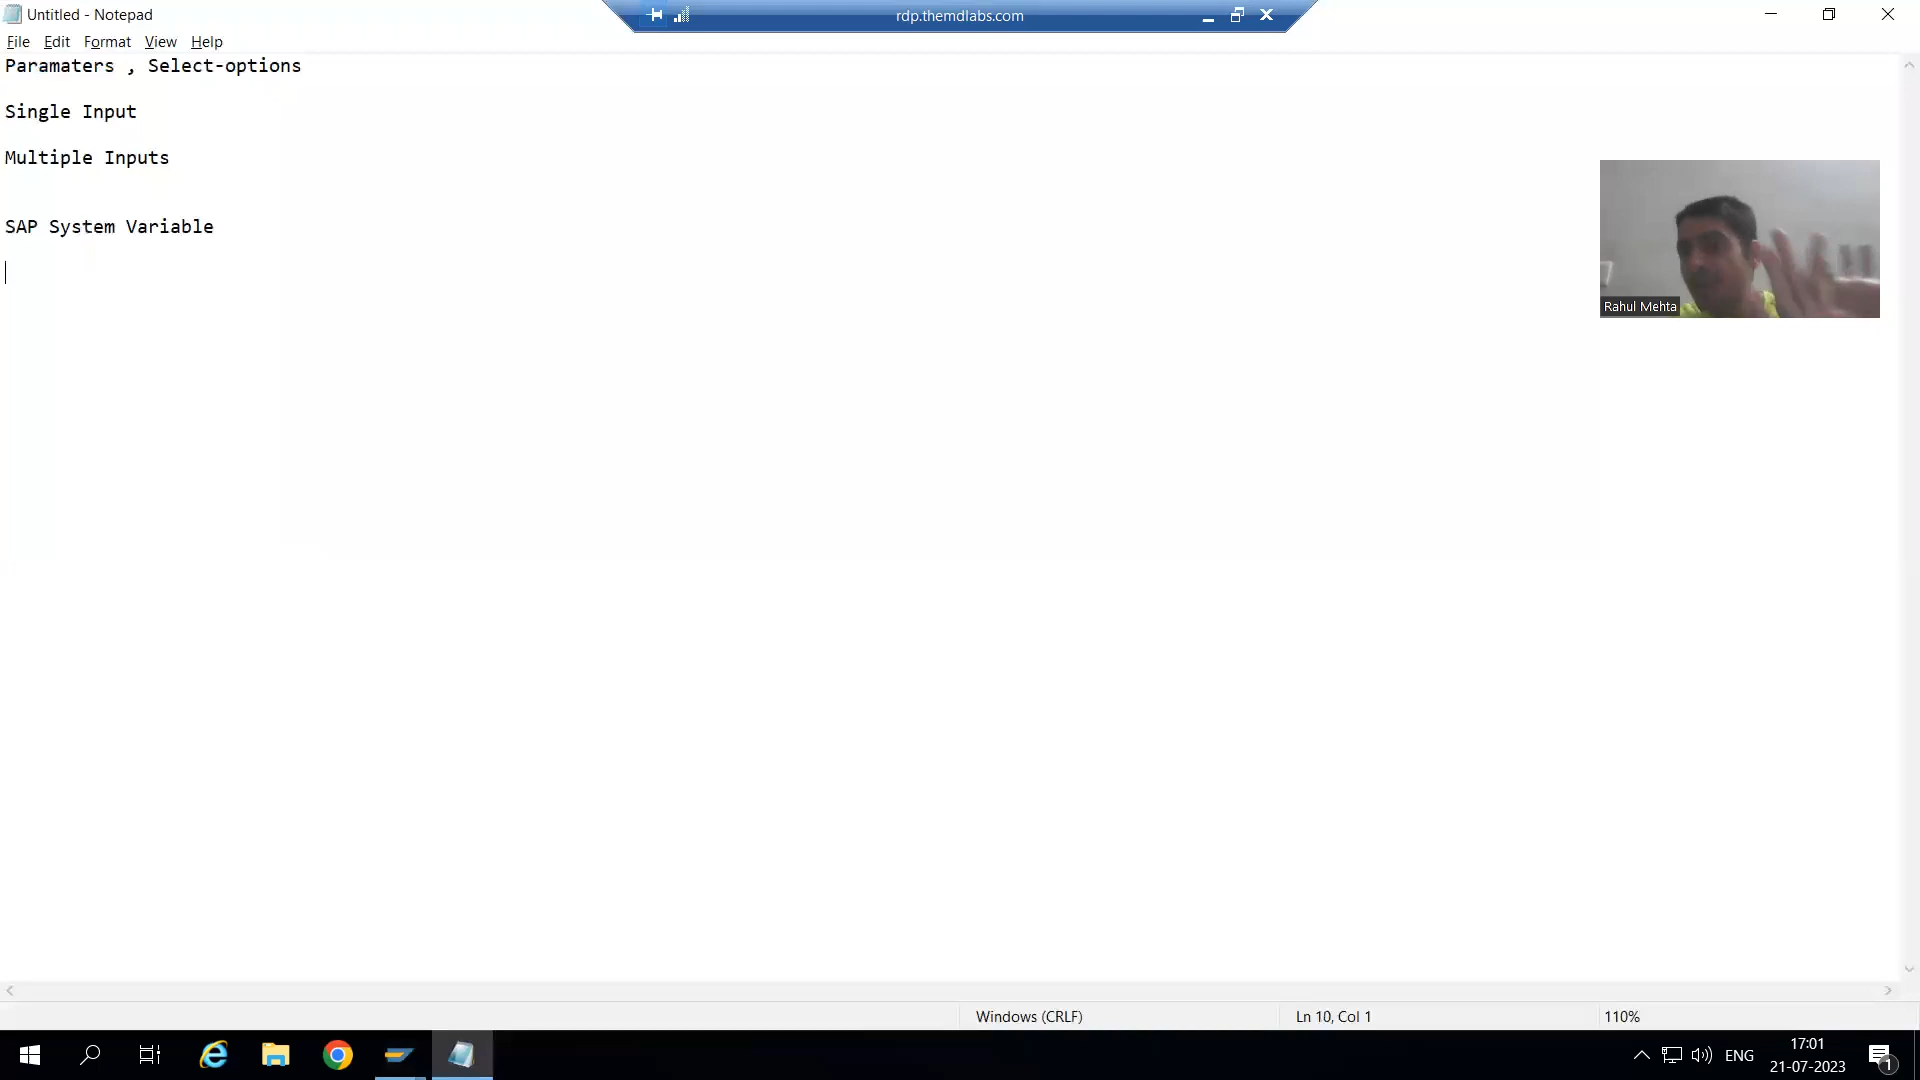 Untitled - Notepad
rdp.themdlabs.com
File Edit Format View Help
Paramaters , Select-options
Single Input
Multiple Inputs
SAP System Variable
Rahul Mehta
Windows (CRLF)
Ln 10, Col 1
110%
ENG
17:01
21-07-2023
1